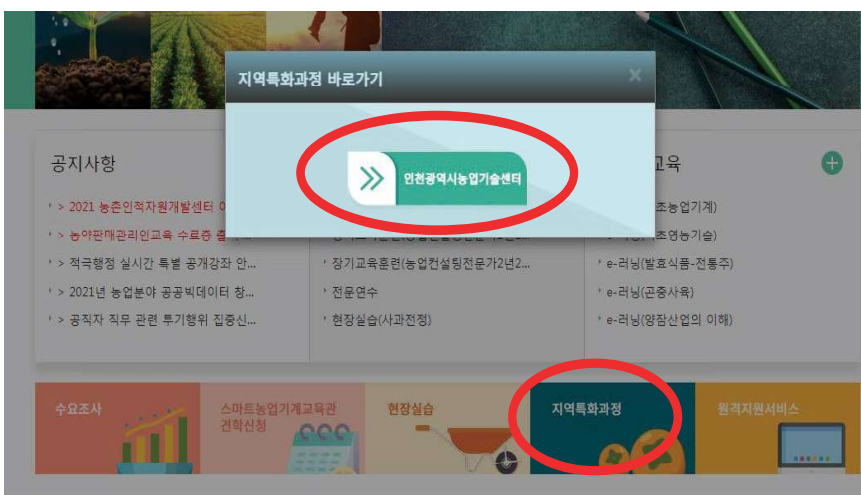 지역특화과정 바로가기
×
인천광역시농업기술센터
공지사항
교육
> 2021 농촌인적자원개발센터
> 농약판매관리인교육 수료증
> 적극행정 실시간 특별 공개강좌 안...
> 2021년 농업분야 공공빅데이터 창...
> 공직자 직무 관련 투기행위 집중신...
장기교육훈련(농업컨설팅전문가2년2...
전문연수
현장실습(사과전정)
초농업기계)
초영농기술)
e-러닝(발효식품-전통주)
e-러닝(곤충사육)
e-러닝(양잠산업의 이해)
수요조사
스마트농업기계교육관
견학신청
현장실습
지역특화과정
원격지원서비스